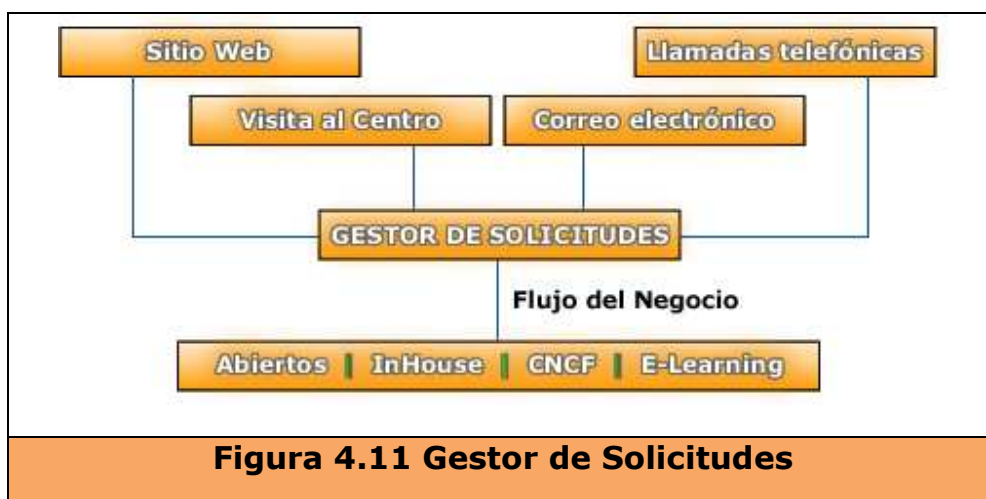 Sitio Web
Llamadas telefónicas
Visita al Centro
Correo electrónico
GESTOR DE SOLICITUDES
Flujo del Negocio
Abiertos | InHouse | CNCF | E-Learning
Figura 4.11 Gestor de Solicitudes